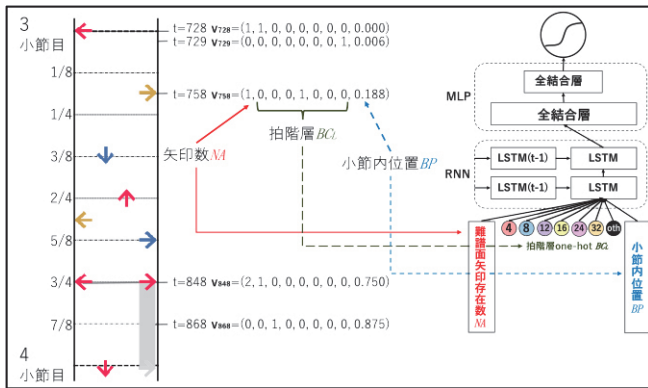 3
小節目
1/8
1/4
3/8
2/4
5/8
3/4
7/8
4
小節目
t=728 v₇₂₈=(1, 1, 0, 0, 0, 0, 0, 0, 0.000)
t=729 v₇₂₉=(0, 0, 0, 0, 0, 0, 0, 1, 0.006)
t=758 v₇₅₈=(1, 0, 0, 0, 1, 0, 0, 0, 0.188)
拍階層BCₜ
矢印数NA
小節内位置BP
t=848 v₈₄₈=(2, 1, 0, 0, 0, 0, 0, 0, 0.750)
t=868 v₈₆₈=(0, 0, 1, 0, 0, 0, 0, 0, 0.875)
MLP
全結合層
全結合層
RNN
LSTM(t-1)
LSTM
LSTM(t-1)
LSTM
難譜面矢印存在数NA
4
8
12
16
24
32
oth
拍階層one-hot BCₜ
小節内位置BP